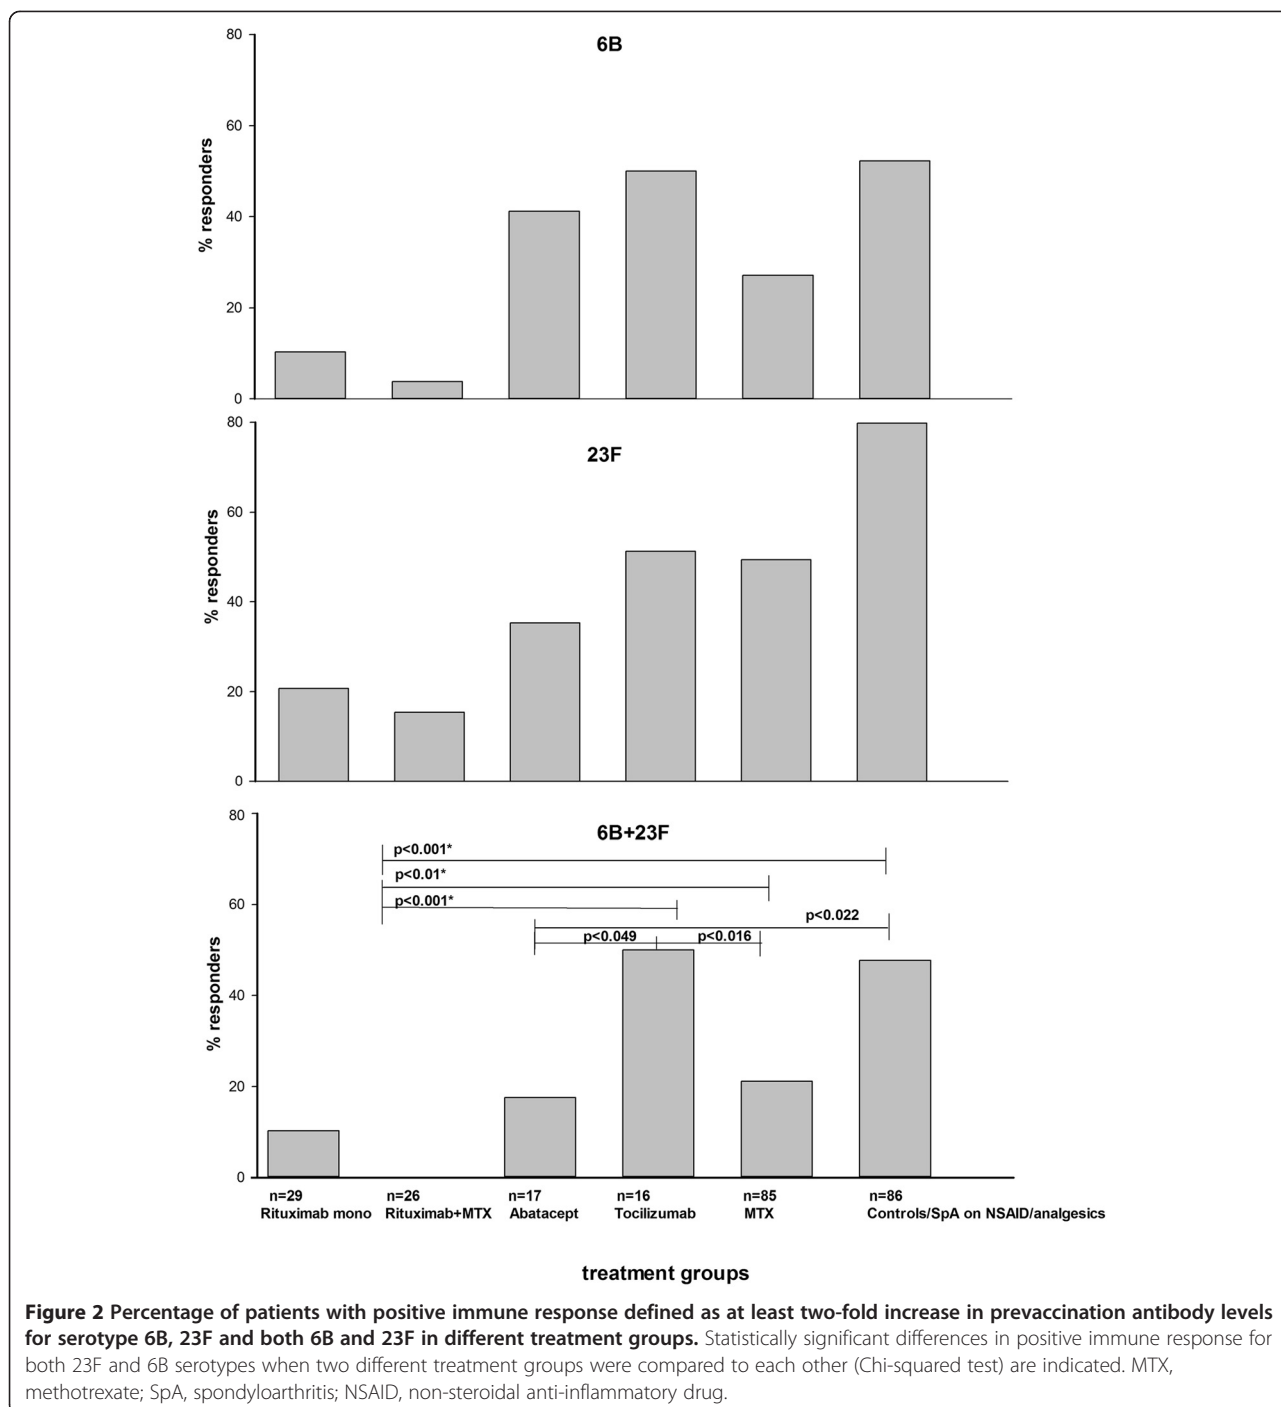 80
6B
60
% responders
40
20
0
80
23F
60
% responders
40
20
0
80
6B+23F
p<0.001*
p<0.01*
p<0.001*
60
p<0.022
p<0.049
p<0.016
% responders
40
20
0
n=29 n=26 n=17 n=16 n=85 n=86
Rituximab mono Rituximab+MTX Abatacept Tocilizumab MTX Controls/SpA on NSAID/analgesics
treatment groups
Figure 2 Percentage of patients with positive immune response defined as at least two-fold increase in prevaccination antibody levels
for serotype 6B, 23F and both 6B and 23F in different treatment groups. Statistically significant differences in positive immune response for
both 23F and 6B serotypes when two different treatment groups were compared to each other (Chi-squared test) are indicated. MTX,
methotrexate; SpA, spondyloarthritis; NSAID, non-steroidal anti-inflammatory drug.